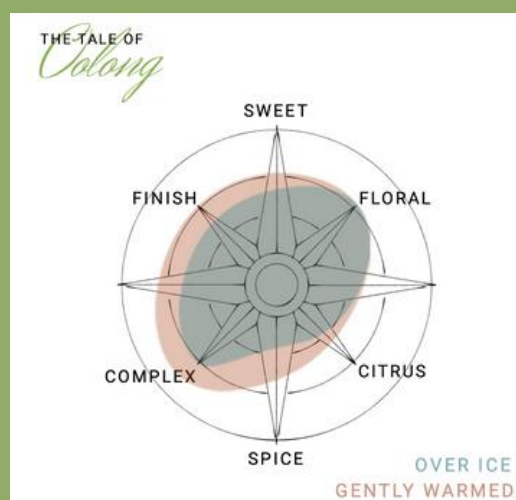 THE TALE OF
Oolong
SWEET
FINISH
FLORAL
COMPLEX
CITRUS
SPICE
OVER ICE
GENTLY WARMED